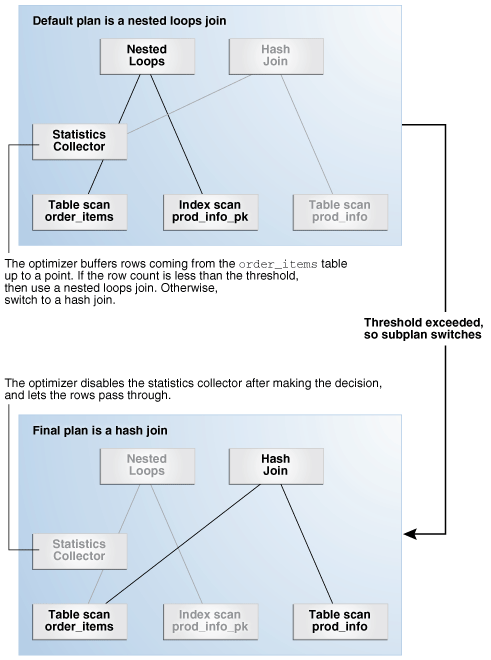 Default plan is a nested loops join
Nested
Loops
Hash
Join
Statistics
Collector
Table scan
order_items
Index scan
prod_info_pk
Table scan
prod_info
The optimizer buffers rows coming from the order_items table
up to a point. If the row count is less than the threshold,
then use a nested loops join. Otherwise,
switch to a hash join.
Threshold exceeded,
so subplan switches
The optimizer disables the statistics collector after making the decision,
and lets the rows pass through.
Final plan is a hash join
Nested
Loops
Hash
Join
Statistics
Collector
Table scan
order_items
Index scan
prod_info_pk
Table scan
prod_info